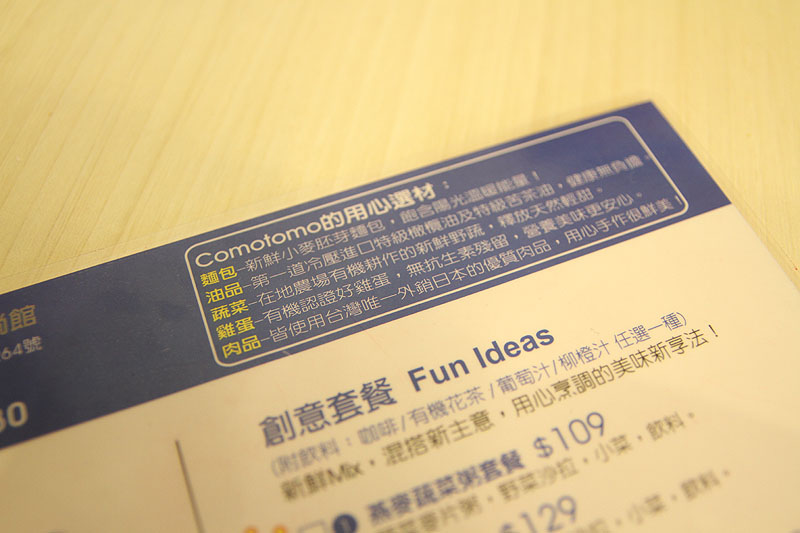 Comotomo的用心選材：
麵包-新鮮小麥胚芽麵包，飽含陽光溫暖能量！
油品-第一道冷壓進口特級橄欖油及特級苦茶油，健康無負擔。
蔬菜-在地農場有機耕作的新鮮野蔬，釋放天然輕甜。
雞蛋-有機認證好雞蛋，無抗生素殘留，營養美味更安心。
肉品-皆使用台灣唯一外銷日本的優質肉品，用心手作很鮮美！
館
64號
30
創意套餐 Fun Ideas
(附飲料：咖啡/有機花茶/葡萄汁/柳橙汁 任選一種)
新鮮Mix，混搭新主意，用心烹調的美味新享法！
1 燕麥蔬菜粥套餐 $109
麥片粥，野菜沙拉，小菜，飲料。
$129
小菜，飲料。